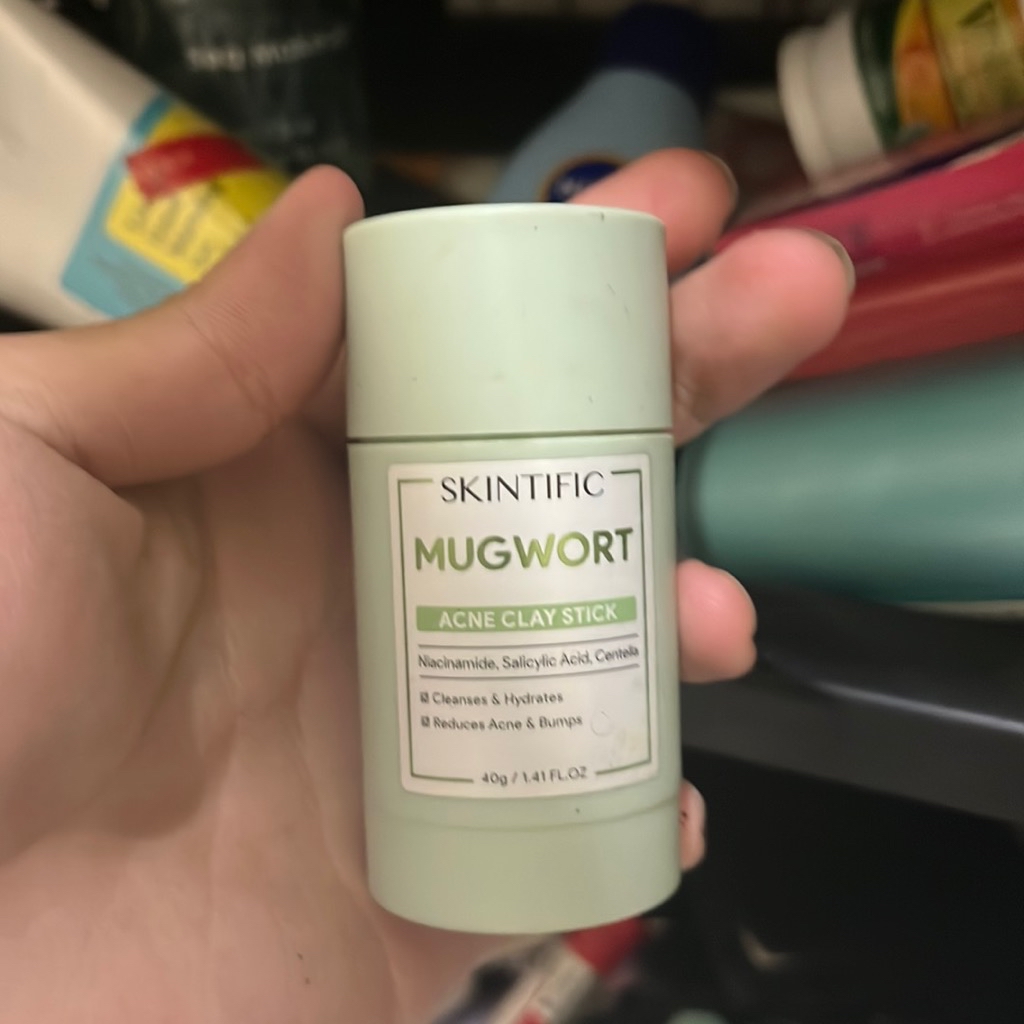 SKINTIFIC
MUGWORT
ACNE CLAY STICK
Niacinamide, Salicylic Acid, Centella
☑ Cleanses & Hydrates
☑ Reduces Acne & Bumps
40g / 1.41 FL.OZ